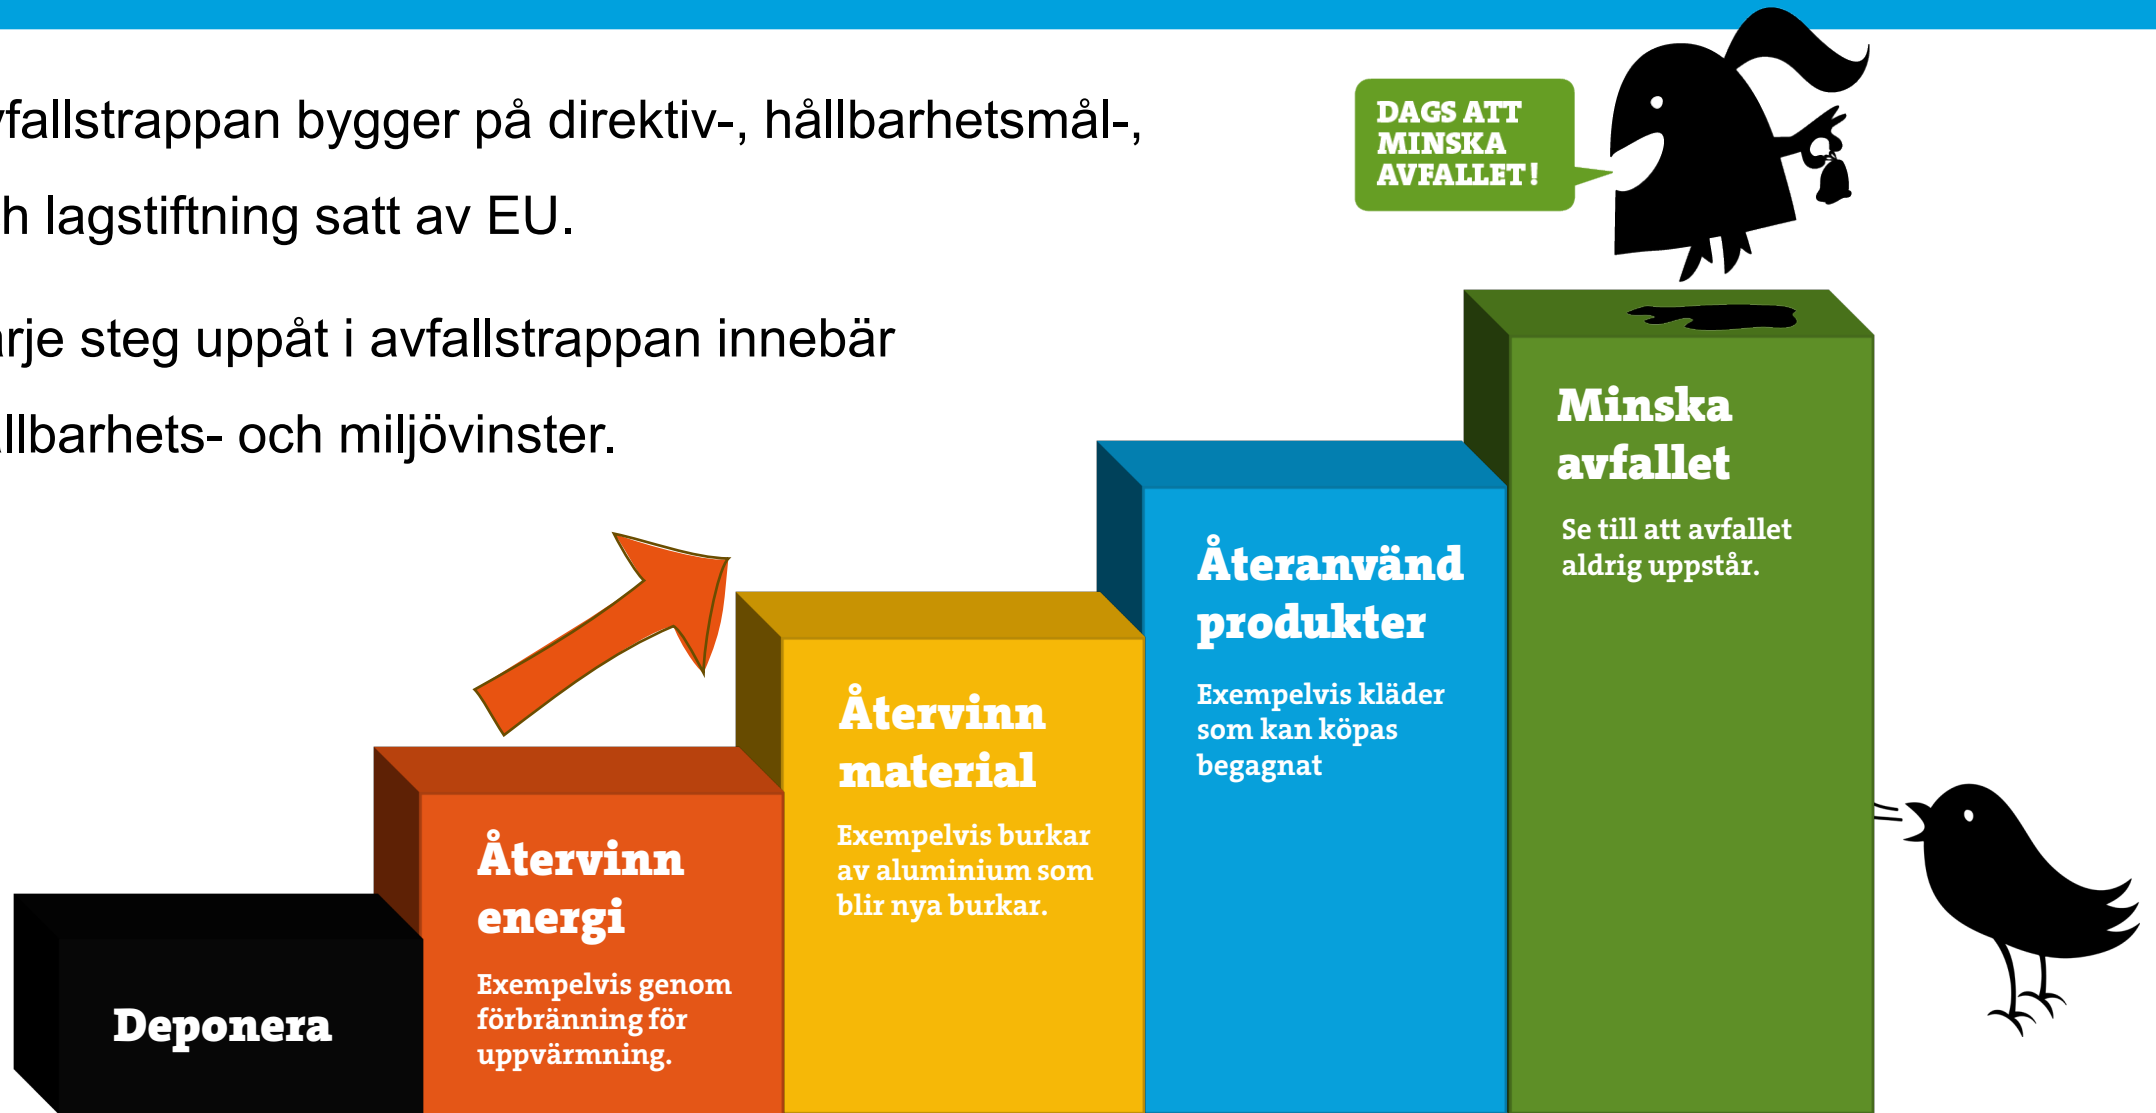 vfallstrappan bygger på direktiv-, hållbarhetsmål-,
h lagstiftning satt av EU.
arje steg uppåt i avfallstrappan innebär
llbarhets- och miljövinster.
DAGS ATT
MINSKA
AVFALLET!
Minska
avfallet
Se till att avfallet
aldrig uppstår.
Återanvänd
produkter
Exempelvis kläder
som kan köpas
begagnat
Återvinn
material
Exempelvis burkar
av aluminium som
blir nya burkar.
Återvinn
energi
Exempelvis genom
förbränning för
uppvärmning.
Deponera